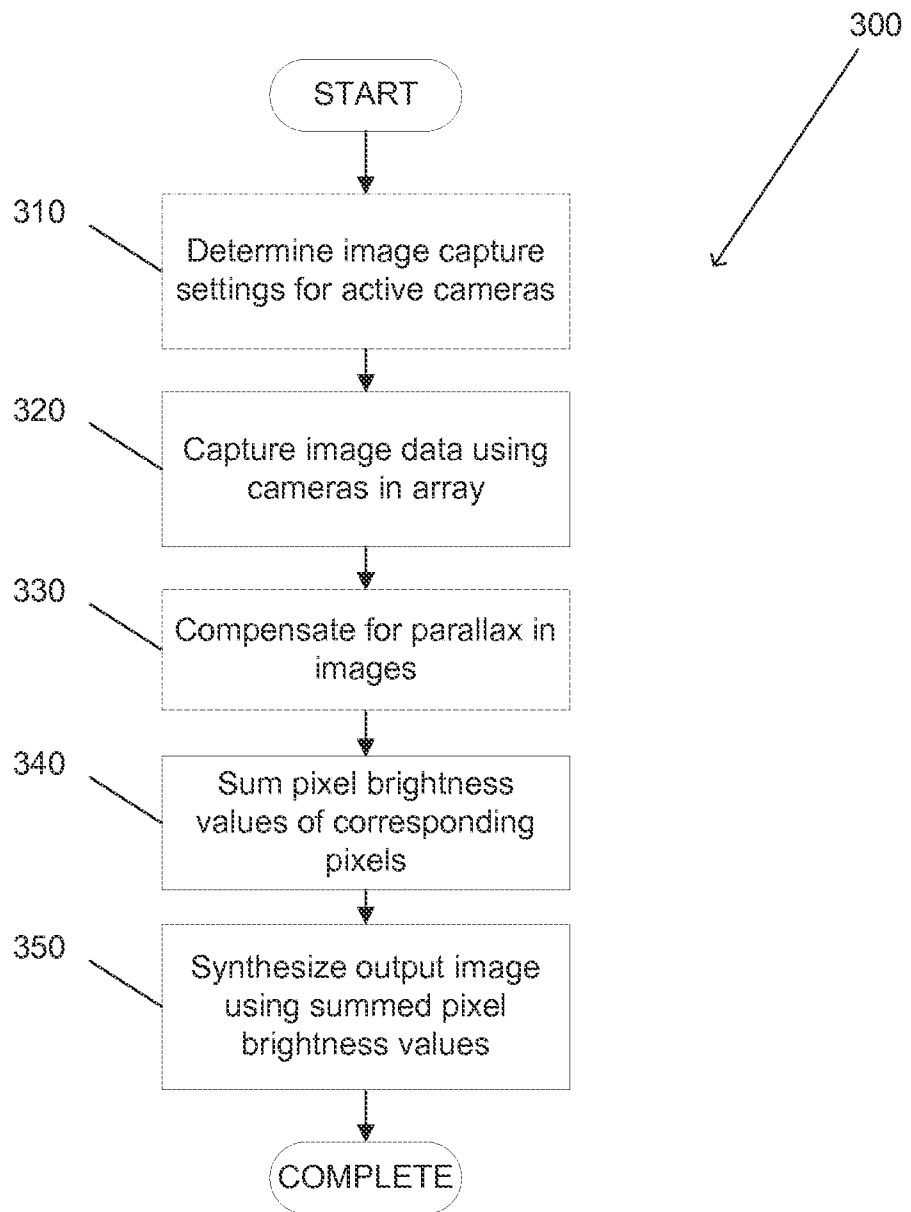 300
START
310
Determine image capture
settings for active cameras
320
Capture image data using
cameras in array
330
Compensate for parallax in
images
340
Sum pixel brightness
values of corresponding
pixels
350
Synthesize output image
using summed pixel
brightness values
COMPLETE